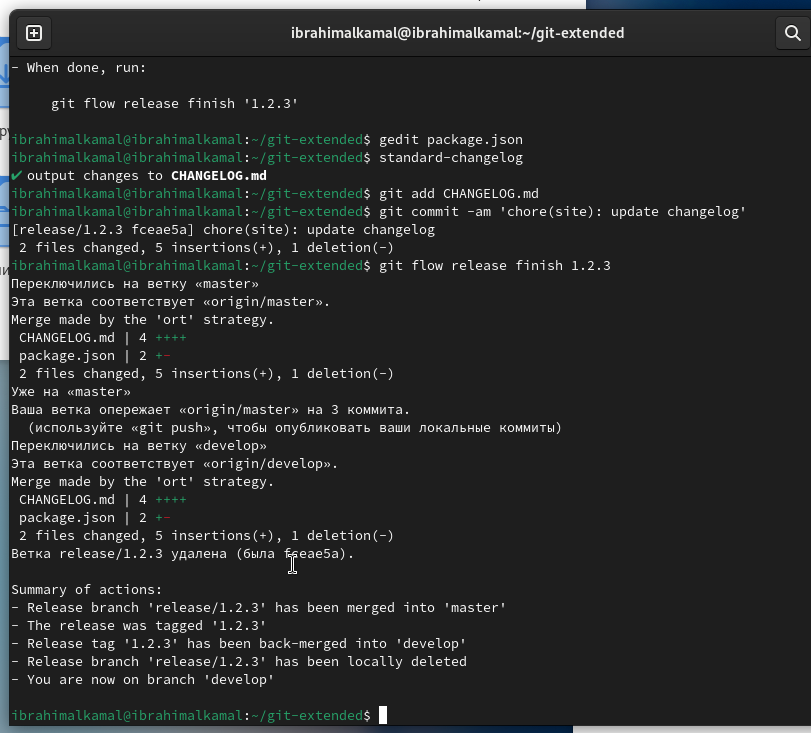 ibrahimalkamal@ibrahimalkamal:~/git-extended
- When done, run:
git flow release finish '1.2.3'
ibrahimalkamal@ibrahimalkamal:~/git-extended$ gedit package.json
ibrahimalkamal@ibrahimalkamal:~/git-extended$ standard-changelog
✔ output changes to CHANGELOG.md
ibrahimalkamal@ibrahimalkamal:~/git-extended$ git add CHANGELOG.md
ibrahimalkamal@ibrahimalkamal:~/git-extended$ git commit -am 'chore(site): update changelog'
[release/1.2.3 fceae5a] chore(site): update changelog
2 files changed, 5 insertions(+), 1 deletion(-)
ibrahimalkamal@ibrahimalkamal:~/git-extended$ git flow release finish 1.2.3
Переключились на ветку «master»
Эта ветка соответствует «origin/master».
Merge made by the 'ort' strategy.
CHANGELOG.md | 4 ++++
package.json | 2 +-
2 files changed, 5 insertions(+), 1 deletion(-)
Уже на «master»
Ваша ветка опережает «origin/master» на 3 коммита.
(используйте «git push», чтобы опубликовать ваши локальные коммиты)
Переключились на ветку «develop»
Эта ветка соответствует «origin/develop».
Merge made by the 'ort' strategy.
CHANGELOG.md | 4 ++++
package.json | 2 +-
2 files changed, 5 insertions(+), 1 deletion(-)
Ветка release/1.2.3 удалена (была fceae5a).
Summary of actions:
- Release branch 'release/1.2.3' has been merged into 'master'
- The release was tagged '1.2.3'
- Release tag '1.2.3' has been back-merged into 'develop'
- Release branch 'release/1.2.3' has been locally deleted
- You are now on branch 'develop'
ibrahimalkamal@ibrahimalkamal:~/git-extended$